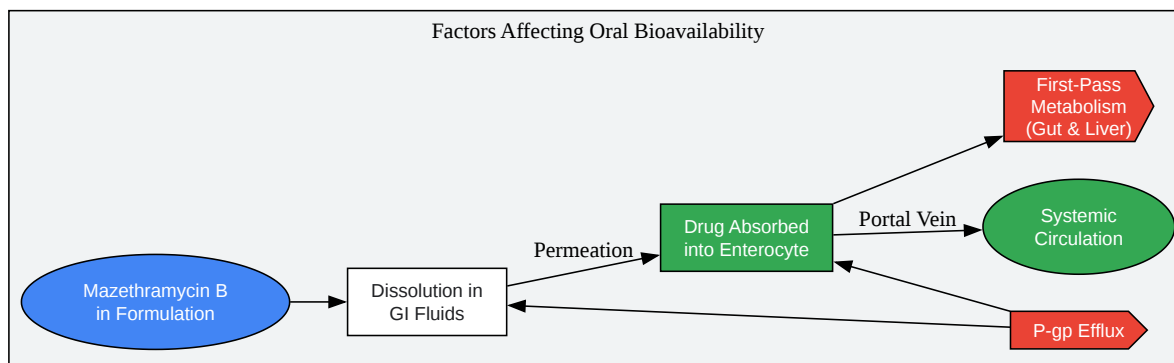 Factors Affecting Oral Bioavailability
First-Pass
Metabolism
(Gut & Liver)
Drug Absorbed
into Enterocyte
Portal Vein
Systemic
Circulation
Permeation
Mazethramycin B
in Formulation
Dissolution in
GI Fluids
P-gp Efflux